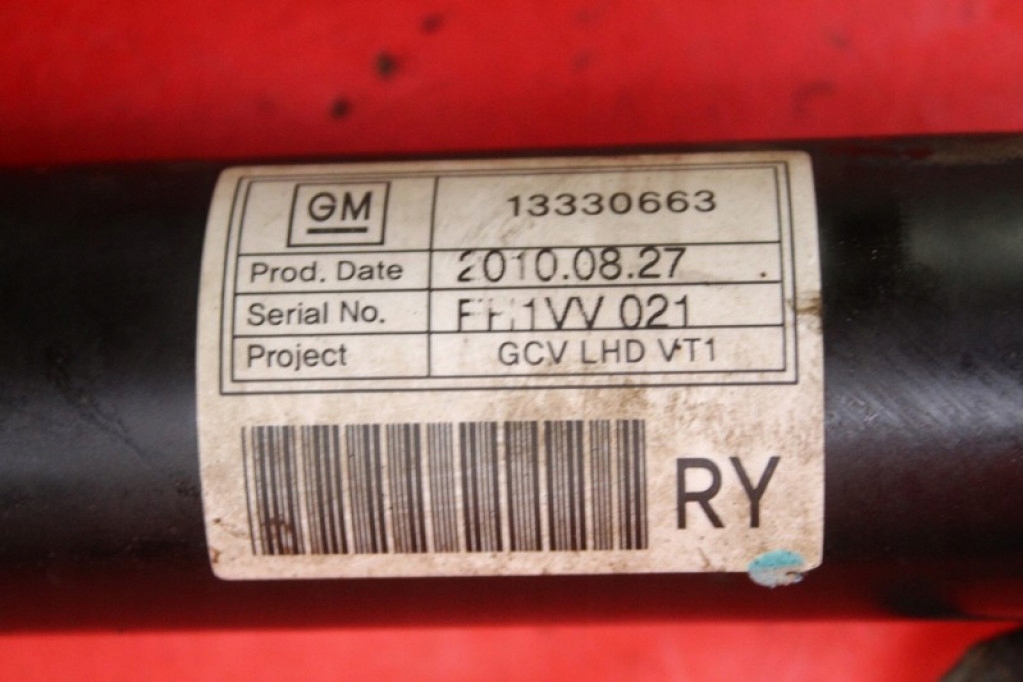 GM 13330663
Prod. Date 2010.08.27
Serial No. 021
Project GCV LHD VT1
RY